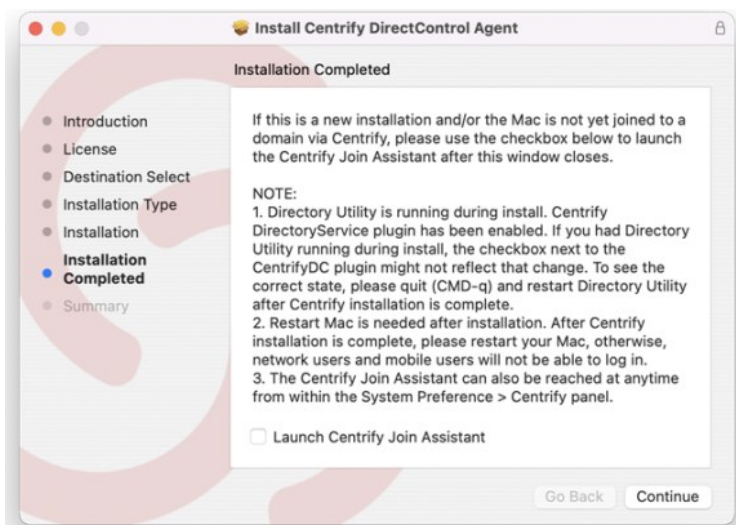 Install Centrify DirectControl Agent
Installation Completed
Introduction
License
Destination Select
Installation Type
Installation
Installation
Completed
Summary
If this is a new installation and/or the Mac is not yet joined to a
domain via Centrify, please use the checkbox below to launch
the Centrify Join Assistant after this window closes.
NOTE:
1. Directory Utility is running during install. Centrify
DirectoryService plugin has been enabled. If you had Directory
Utility running during install, the checkbox next to the
CentrifyDC plugin might not reflect that change. To see the
correct state, please quit (CMD-q) and restart Directory Utility
after Centrify installation is complete.
2. Restart Mac is needed after installation. After Centrify
installation is complete, please restart your Mac, otherwise,
network users and mobile users will not be able to log in.
3. The Centrify Join Assistant can also be reached at anytime
from within the System Preference > Centrify panel.
Launch Centrify Join Assistant
Go Back
Continue